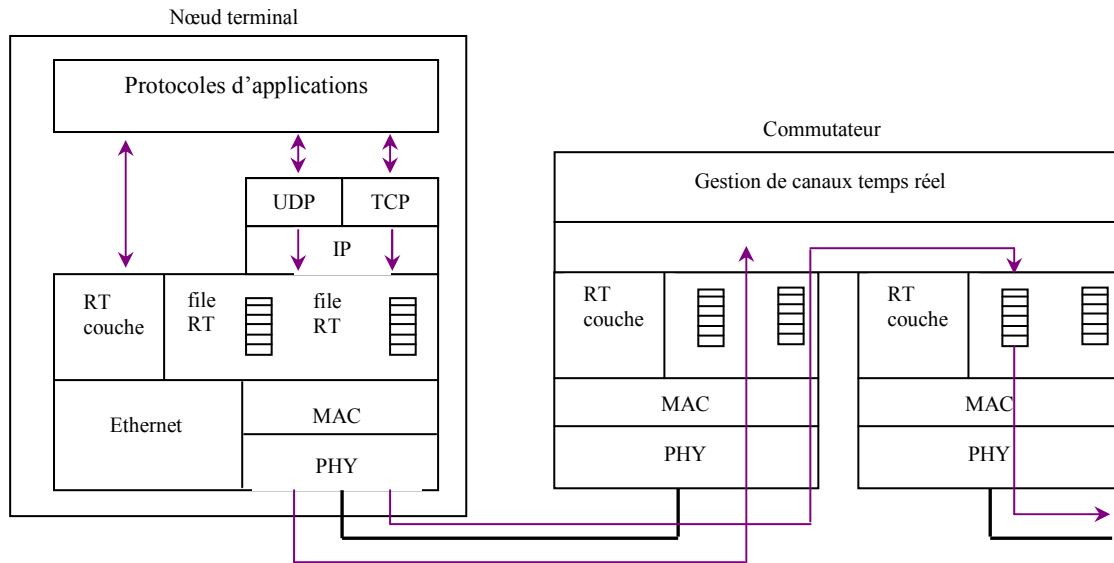 Nœud terminal
Protocoles d’applications
UDP
TCP
IP
RT
couche
file
RT
file
RT
Ethernet
MAC
PHY
Commutateur
Gestion de canaux temps réel
RT
couche
MAC
PHY
RT
couche
MAC
PHY